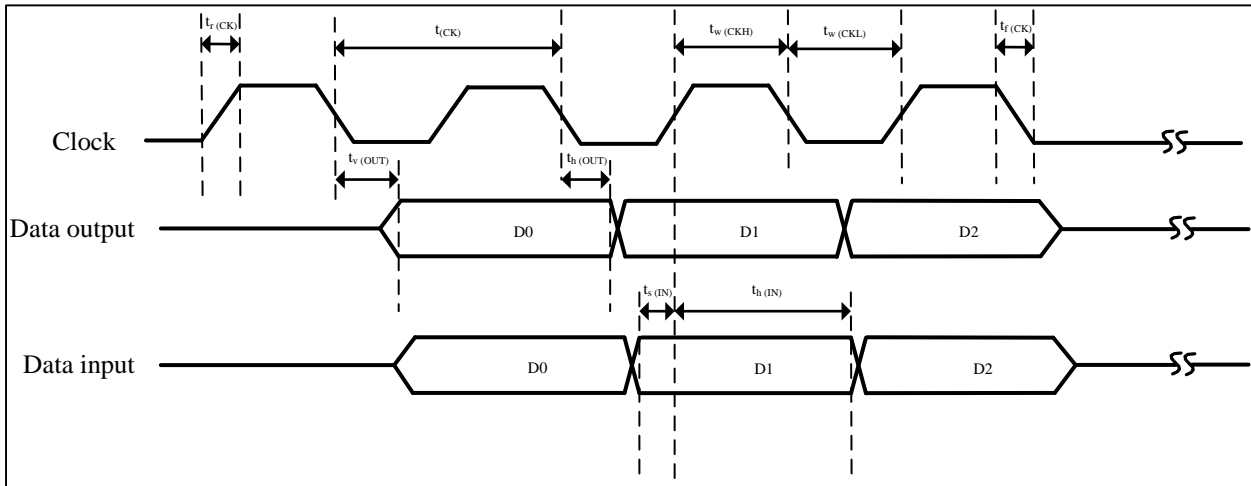 tr (CK)
t(CK)
tw (CKH)
tw (CKL)
tf (CK)
Clock
tv (OUT)
th (OUT)
Data output
D0
D1
D2
ts (IN)
th (IN)
Data input
D0
D1
D2